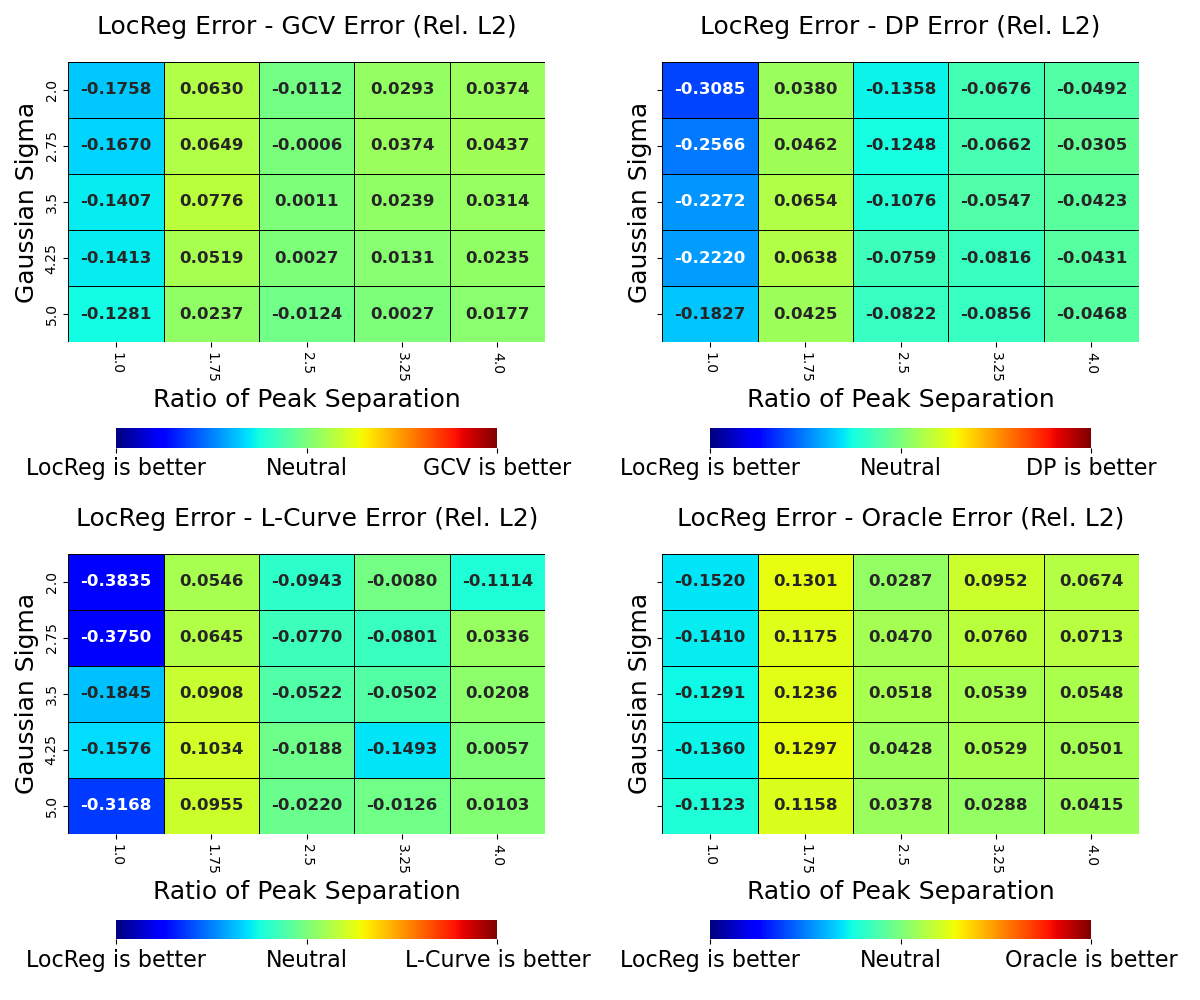 LocReg Error - GCV Error (Rel. L2)
Gaussian Sigma
2.0 -0.1758 0.0630 -0.0112 0.0293 0.0374
2.75 -0.1670 0.0649 -0.0006 0.0374 0.0437
3.5 -0.1407 0.0776 0.0011 0.0239 0.0314
4.25 -0.1413 0.0519 0.0027 0.0131 0.0235
5.0 -0.1281 0.0237 -0.0124 0.0027 0.0177
1.0 1.75 2.5 3.25 4.0
Ratio of Peak Separation
LocReg is better Neutral GCV is better
LocReg Error - DP Error (Rel. L2)
Gaussian Sigma
-0.3085 0.0380 -0.1358 -0.0676 -0.0492
-0.2566 0.0462 -0.1248 -0.0662 -0.0305
-0.2272 0.0654 -0.1076 -0.0547 -0.0423
-0.2220 0.0638 -0.0759 -0.0816 -0.0431
-0.1827 0.0425 -0.0822 -0.0856 -0.0468
1.0 1.75 2.5 3.25 4.0
Ratio of Peak Separation
LocReg is better Neutral DP is better
LocReg Error - L-Curve Error (Rel. L2)
Gaussian Sigma
2.0 -0.3835 0.0546 -0.0943 -0.0080 -0.1114
2.75 -0.3750 0.0645 -0.0770 -0.0801 0.0336
3.5 -0.1845 0.0908 -0.0522 -0.0502 0.0208
4.25 -0.1576 0.1034 -0.0188 -0.1493 0.0057
5.0 -0.3168 0.0955 -0.0220 -0.0126 0.0103
1.0 1.75 2.5 3.25 4.0
Ratio of Peak Separation
LocReg is better Neutral L-Curve is better
LocReg Error - Oracle Error (Rel. L2)
Gaussian Sigma
-0.1520 0.1301 0.0287 0.0952 0.0674
-0.1410 0.1175 0.0470 0.0760 0.0713
-0.1291 0.1236 0.0518 0.0539 0.0548
-0.1360 0.1297 0.0428 0.0529 0.0501
-0.1123 0.1158 0.0378 0.0288 0.0415
1.0 1.75 2.5 3.25 4.0
Ratio of Peak Separation
LocReg is better Neutral Oracle is better